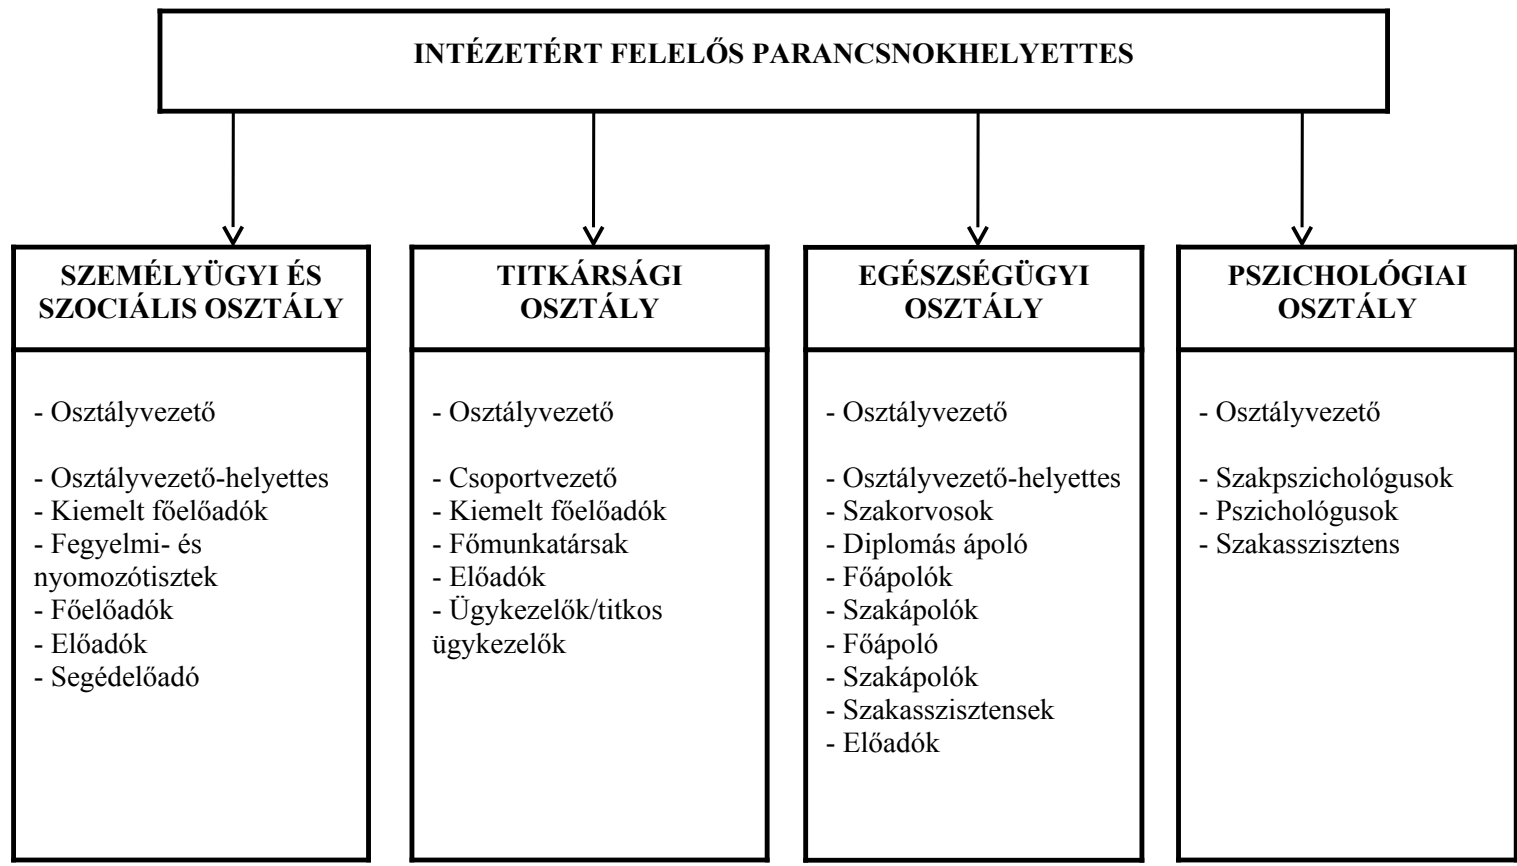 INTÉZETÉRT FELELŐS PARANCSNOKHELYETTES
SZEMÉLYÜGYI ÉS
SZOCIÁLIS OSZTÁLY
- Osztályvezető
- Osztályvezető-helyettes
- Kiemelt főelőadók
- Fegyelmi- és
nyomozótisztek
- Főelőadók
- Előadók
- Segédelőadó
TITKÁRSÁGI
OSZTÁLY
- Osztályvezető
- Csoportvezető
- Kiemelt főelőadók
- Főmunkatársak
- Előadók
- Ügykezelők/titkos
ügykezelők
EGÉSZSÉGÜGYI
OSZTÁLY
- Osztályvezető
- Osztályvezető-helyettes
- Szakorvosok
- Diplomás ápoló
- Főápolók
- Szakápolók
- Főápoló
- Szakápolók
- Szakasszisztensek
- Előadók
PSZICHOLÓGIAI
OSZTÁLY
- Osztályvezető
- Szakpszichológusok
- Pszichológusok
- Szakasszisztens